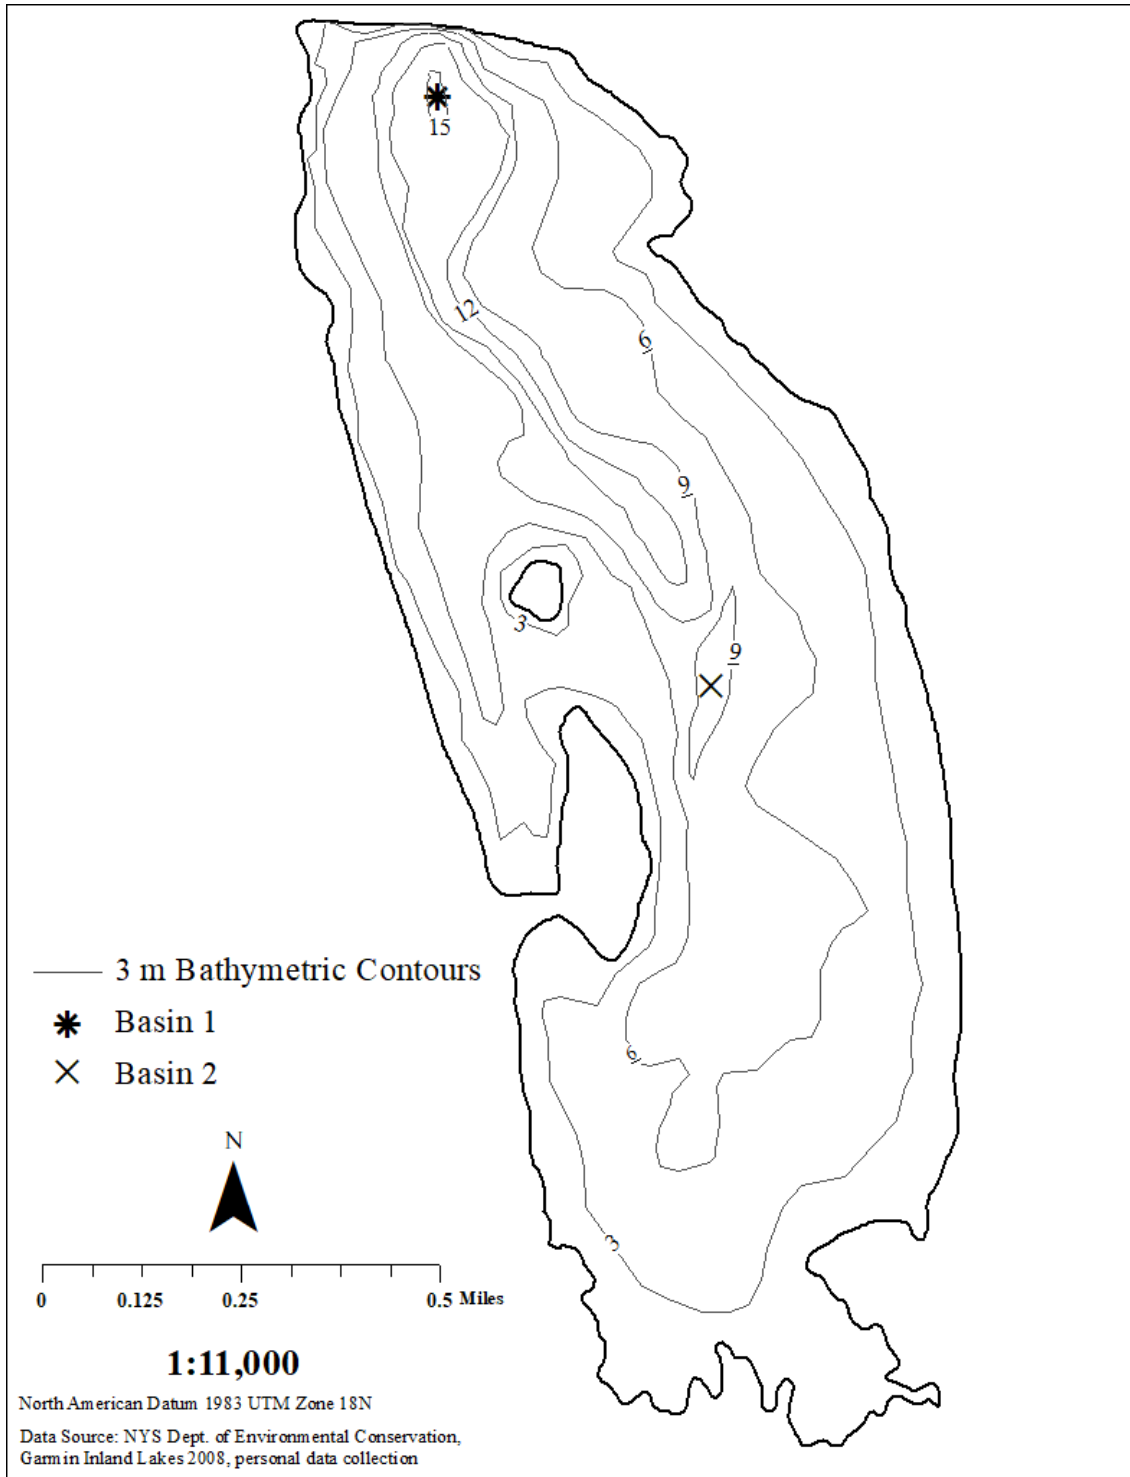 15
12
6
9
3
9
3 m Bathymetric Contours
Basin 1
Basin 2
6
N
3
0 0.125 0.25 0.5 Miles
1:11,000
North American Datum 1983 UTM Zone 18N
Data Source: NYS Dept. of Environmental Conservation,
Garmin Inland Lakes 2008, personal data collection